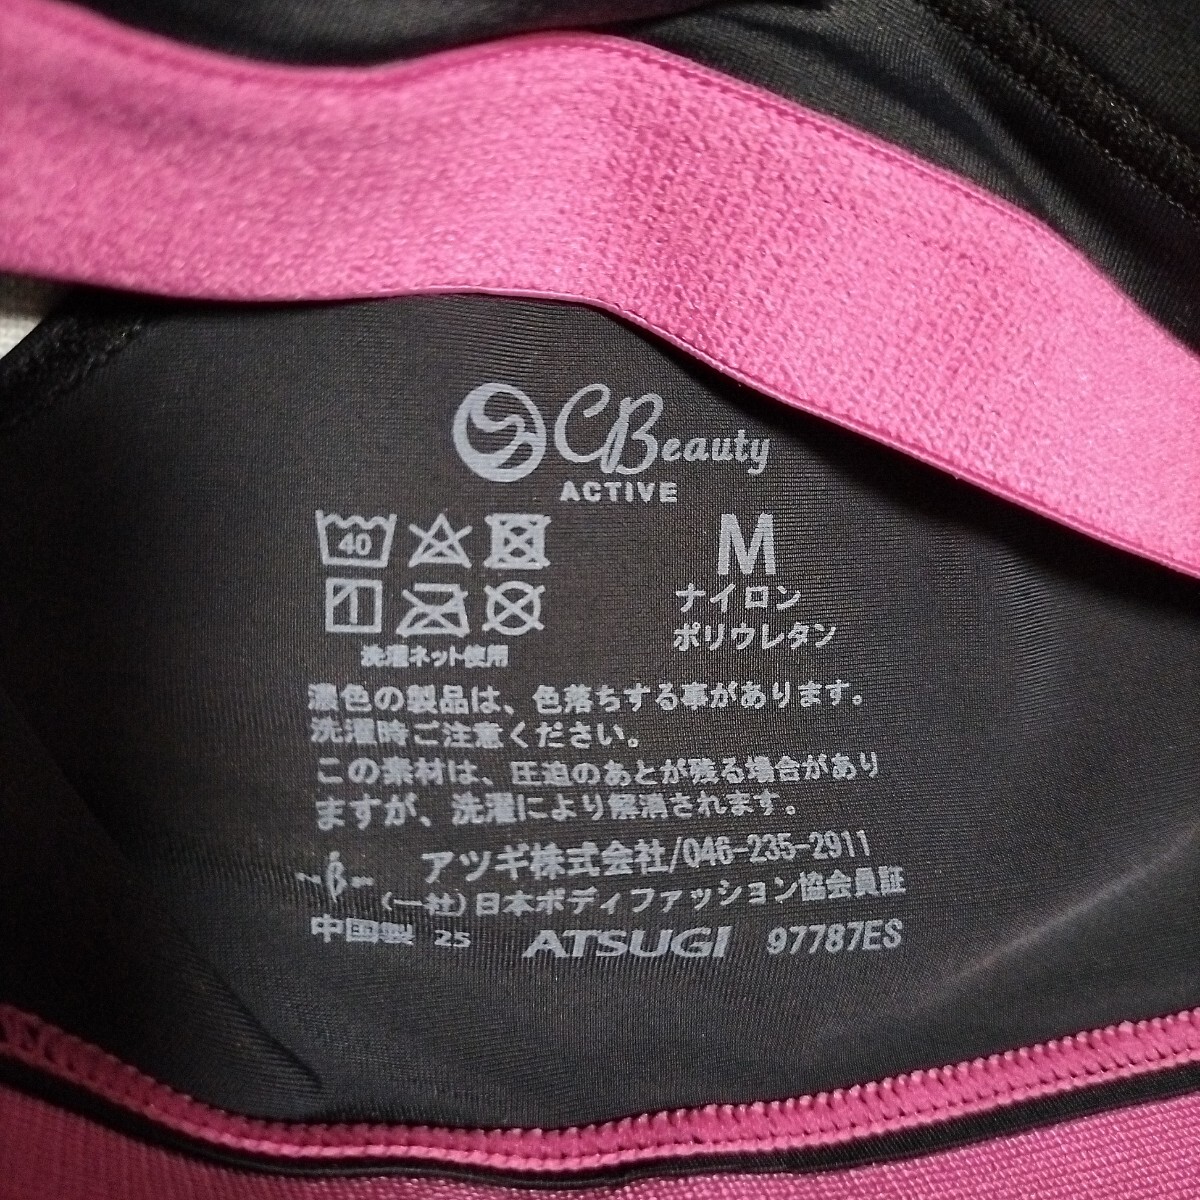 CBeauty
ACTIVE
40
M
ナイロン
ポリウレタン
洗濯ネット使用
濃色の製品は、色落ちする事があります。
洗濯時ご注意ください。
この素材は、圧迫のあとが残る場合があり
ますが、洗濯により解消されます。
アツギ株式会社/046-235-2911
(一社)日本ボディファッション協会員証
中国製 25 ATSUGI 97787ES